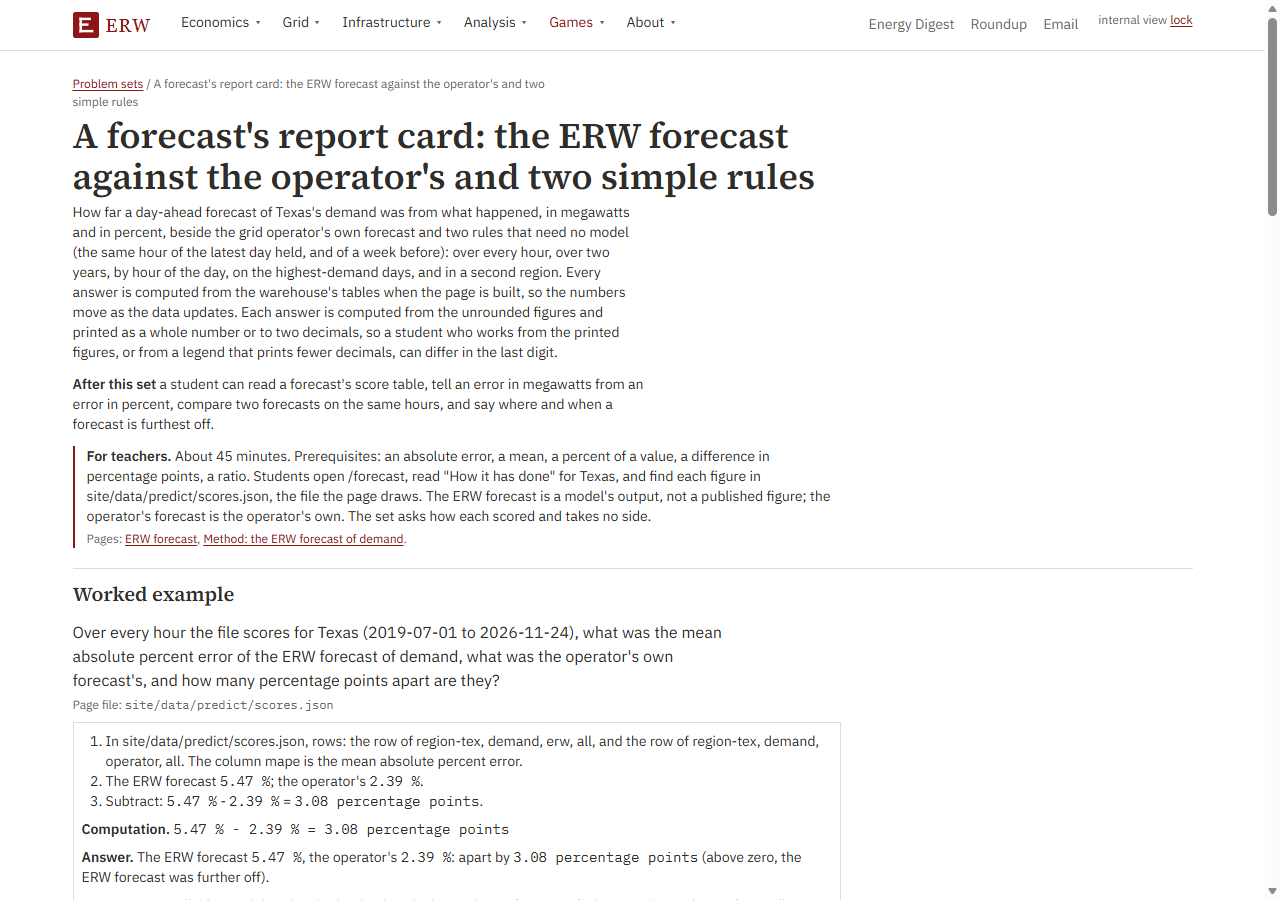 E ERW
Economics ▾ Grid ▾ Infrastructure ▾ Analysis ▾ Games ▾ About ▾
Energy Digest Roundup Email internal view lock
Problem sets / A forecast's report card: the ERW forecast against the operator's and two
simple rules
A forecast's report card: the ERW forecast
against the operator's and two simple rules
How far a day-ahead forecast of Texas's demand was from what happened, in megawatts
and in percent, beside the grid operator's own forecast and two rules that need no model
(the same hour of the latest day held, and of a week before): over every hour, over two
years, by hour of the day, on the highest-demand days, and in a second region. Every
answer is computed from the warehouse's tables when the page is built, so the numbers
move as the data updates. Each answer is computed from the unrounded figures and
printed as a whole number or to two decimals, so a student who works from the printed
figures, or from a legend that prints fewer decimals, can differ in the last digit.
After this set a student can read a forecast's score table, tell an error in megawatts from an
error in percent, compare two forecasts on the same hours, and say where and when a
forecast is furthest off.
For teachers. About 45 minutes. Prerequisites: an absolute error, a mean, a percent of a value, a difference in
percentage points, a ratio. Students open /forecast, read "How it has done" for Texas, and find each figure in
site/data/predict/scores.json, the file the page draws. The ERW forecast is a model's output, not a published figure; the
operator's forecast is the operator's own. The set asks how each scored and takes no side.
Pages: ERW forecast, Method: the ERW forecast of demand.
Worked example
Over every hour the file scores for Texas (2019-07-01 to 2026-11-24), what was the mean
absolute percent error of the ERW forecast of demand, what was the operator's own
forecast's, and how many percentage points apart are they?
Page file: site/data/predict/scores.json
1. In site/data/predict/scores.json, rows: the row of region-tex, demand, erw, all, and the row of region-tex, demand,
operator, all. The column mape is the mean absolute percent error.
2. The ERW forecast 5.47 %; the operator's 2.39 %.
3. Subtract: 5.47 % - 2.39 % = 3.08 percentage points.
Computation. 5.47 % - 2.39 % = 3.08 percentage points
Answer. The ERW forecast 5.47 %, the operator's 2.39 %: apart by 3.08 percentage points (above zero, the
ERW forecast was further off).